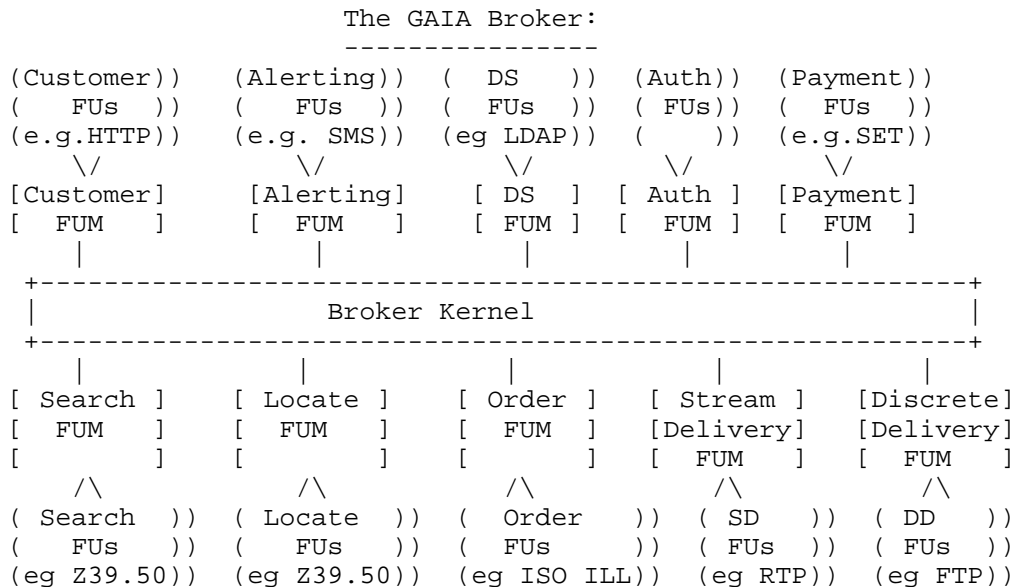 The GAIA Broker:
----------------
(Customer))   (Alerting))  (  DS   ))  (Auth))  (Payment))
(   FUs  ))   (   FUs  ))  (  FUs  ))  ( FUs))  (  FUs  ))
(e.g.HTTP))   (e.g. SMS))  (eg LDAP))  (    ))  (e.g.SET))
    \/            \/            \/         \/        \/
[Customer]     [Alerting]    [  DS  ]  [ Auth ]  [Payment]
[  FUM   ]     [  FUM   ]    [ FUM ]  [  FUM ]  [  FUM  ]
    |              |            |         |         |
+----------------------------------------------------------+
|                  Broker Kernel                           |
+----------------------------------------------------------+
    |             |            |            |            |
[ Search ]    [ Locate ]    [ Order ]   [ Stream ]   [Discrete]
[  FUM   ]    [  FUM   ]    [  FUM  ]   [Delivery]   [Delivery]
[        ]    [        ]    [       ]   [  FUM   ]   [  FUM   ]
    /\            /\            /\          /\           /\
( Search  ))  ( Locate  ))  (  Order   ))  ( SD    ))  ( DD    ))
(   FUs   ))  (   FUs   ))  (  FUs     ))  ( FUs   ))  ( FUs   ))
(eg Z39.50))  (eg Z39.50))  (eg ISO ILL))  (eg RTP))  (eg FTP))